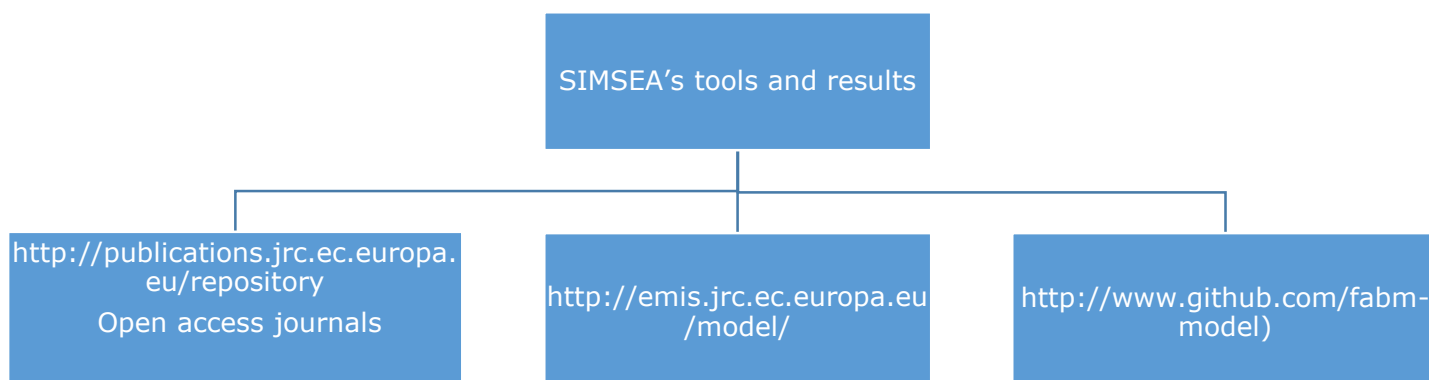 SIMSEA’s tools and results
http://publications.jrc.ec.europa.
eu/repository
Open access journals
http://emis.jrc.ec.europa.eu
/model/
http://www.github.com/fabm-
model)